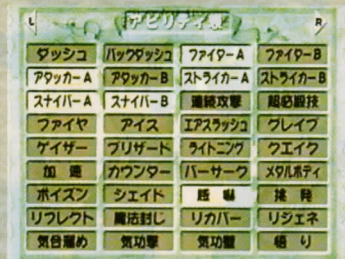 L アビリティ R
ダッシュ バックダッシュ ファイターA ファイターB
アタッカーA アタッカーB ストライカーA ストライカーB
スナイパーA スナイパーB 連続攻撃 超必殺技
ファイヤ アイス エアスラッシュ グレイブ
ゲイザー ブリザード ライトニング クエイク
加速 カウンター バーサーク メタルボディ
ポイズン シェイド 挑発
リフレクト 魔法封じ リカバー リジェネ
気合溜め 気功撃 悟り